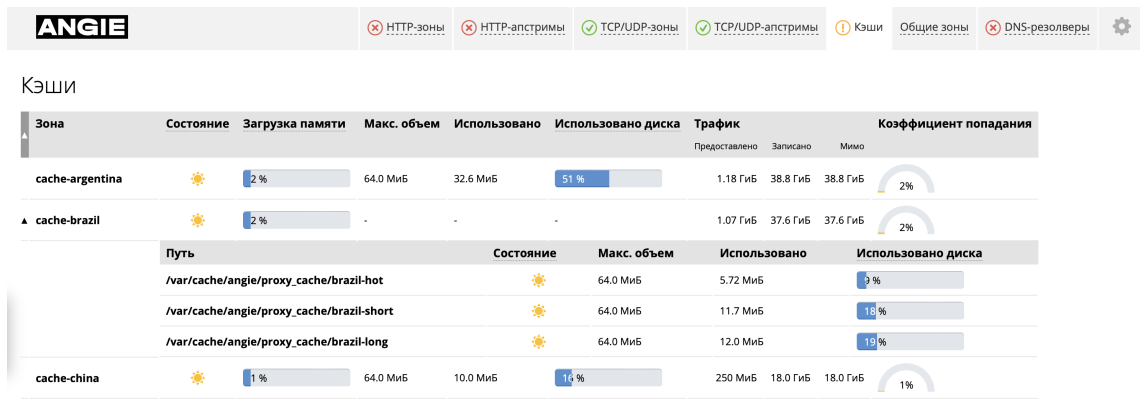 ANGIE HTTP-зоны HTTP-апстримы TCP/UDP-зоны TCP/UDP-апстримы Кэши Общие зоны DNS-резолверы
Кэши
Зона Состояние Загрузка памяти Макс. объем Использовано Использовано диска Трафик Коэффициент попадания
Предоставлено Записано Мимо
cache-argentina 2 % 64.0 МиБ 32.6 МиБ 51 % 1.18 ГиБ 38.8 ГиБ 38.8 ГиБ 2%
cache-brazil 2 % - - - 1.07 ГиБ 37.6 ГиБ 37.6 ГиБ 2%
Путь Состояние Макс. объем Использовано Использовано диска
/var/cache/angie/proxy_cache/brazil-hot 64.0 МиБ 5.72 МиБ 9 %
/var/cache/angie/proxy_cache/brazil-short 64.0 МиБ 11.7 МиБ 18 %
/var/cache/angie/proxy_cache/brazil-long 64.0 МиБ 12.0 МиБ 19 %
cache-china 1 % 64.0 МиБ 10.0 МиБ 16 % 250 МиБ 18.0 ГиБ 18.0 ГиБ 1%